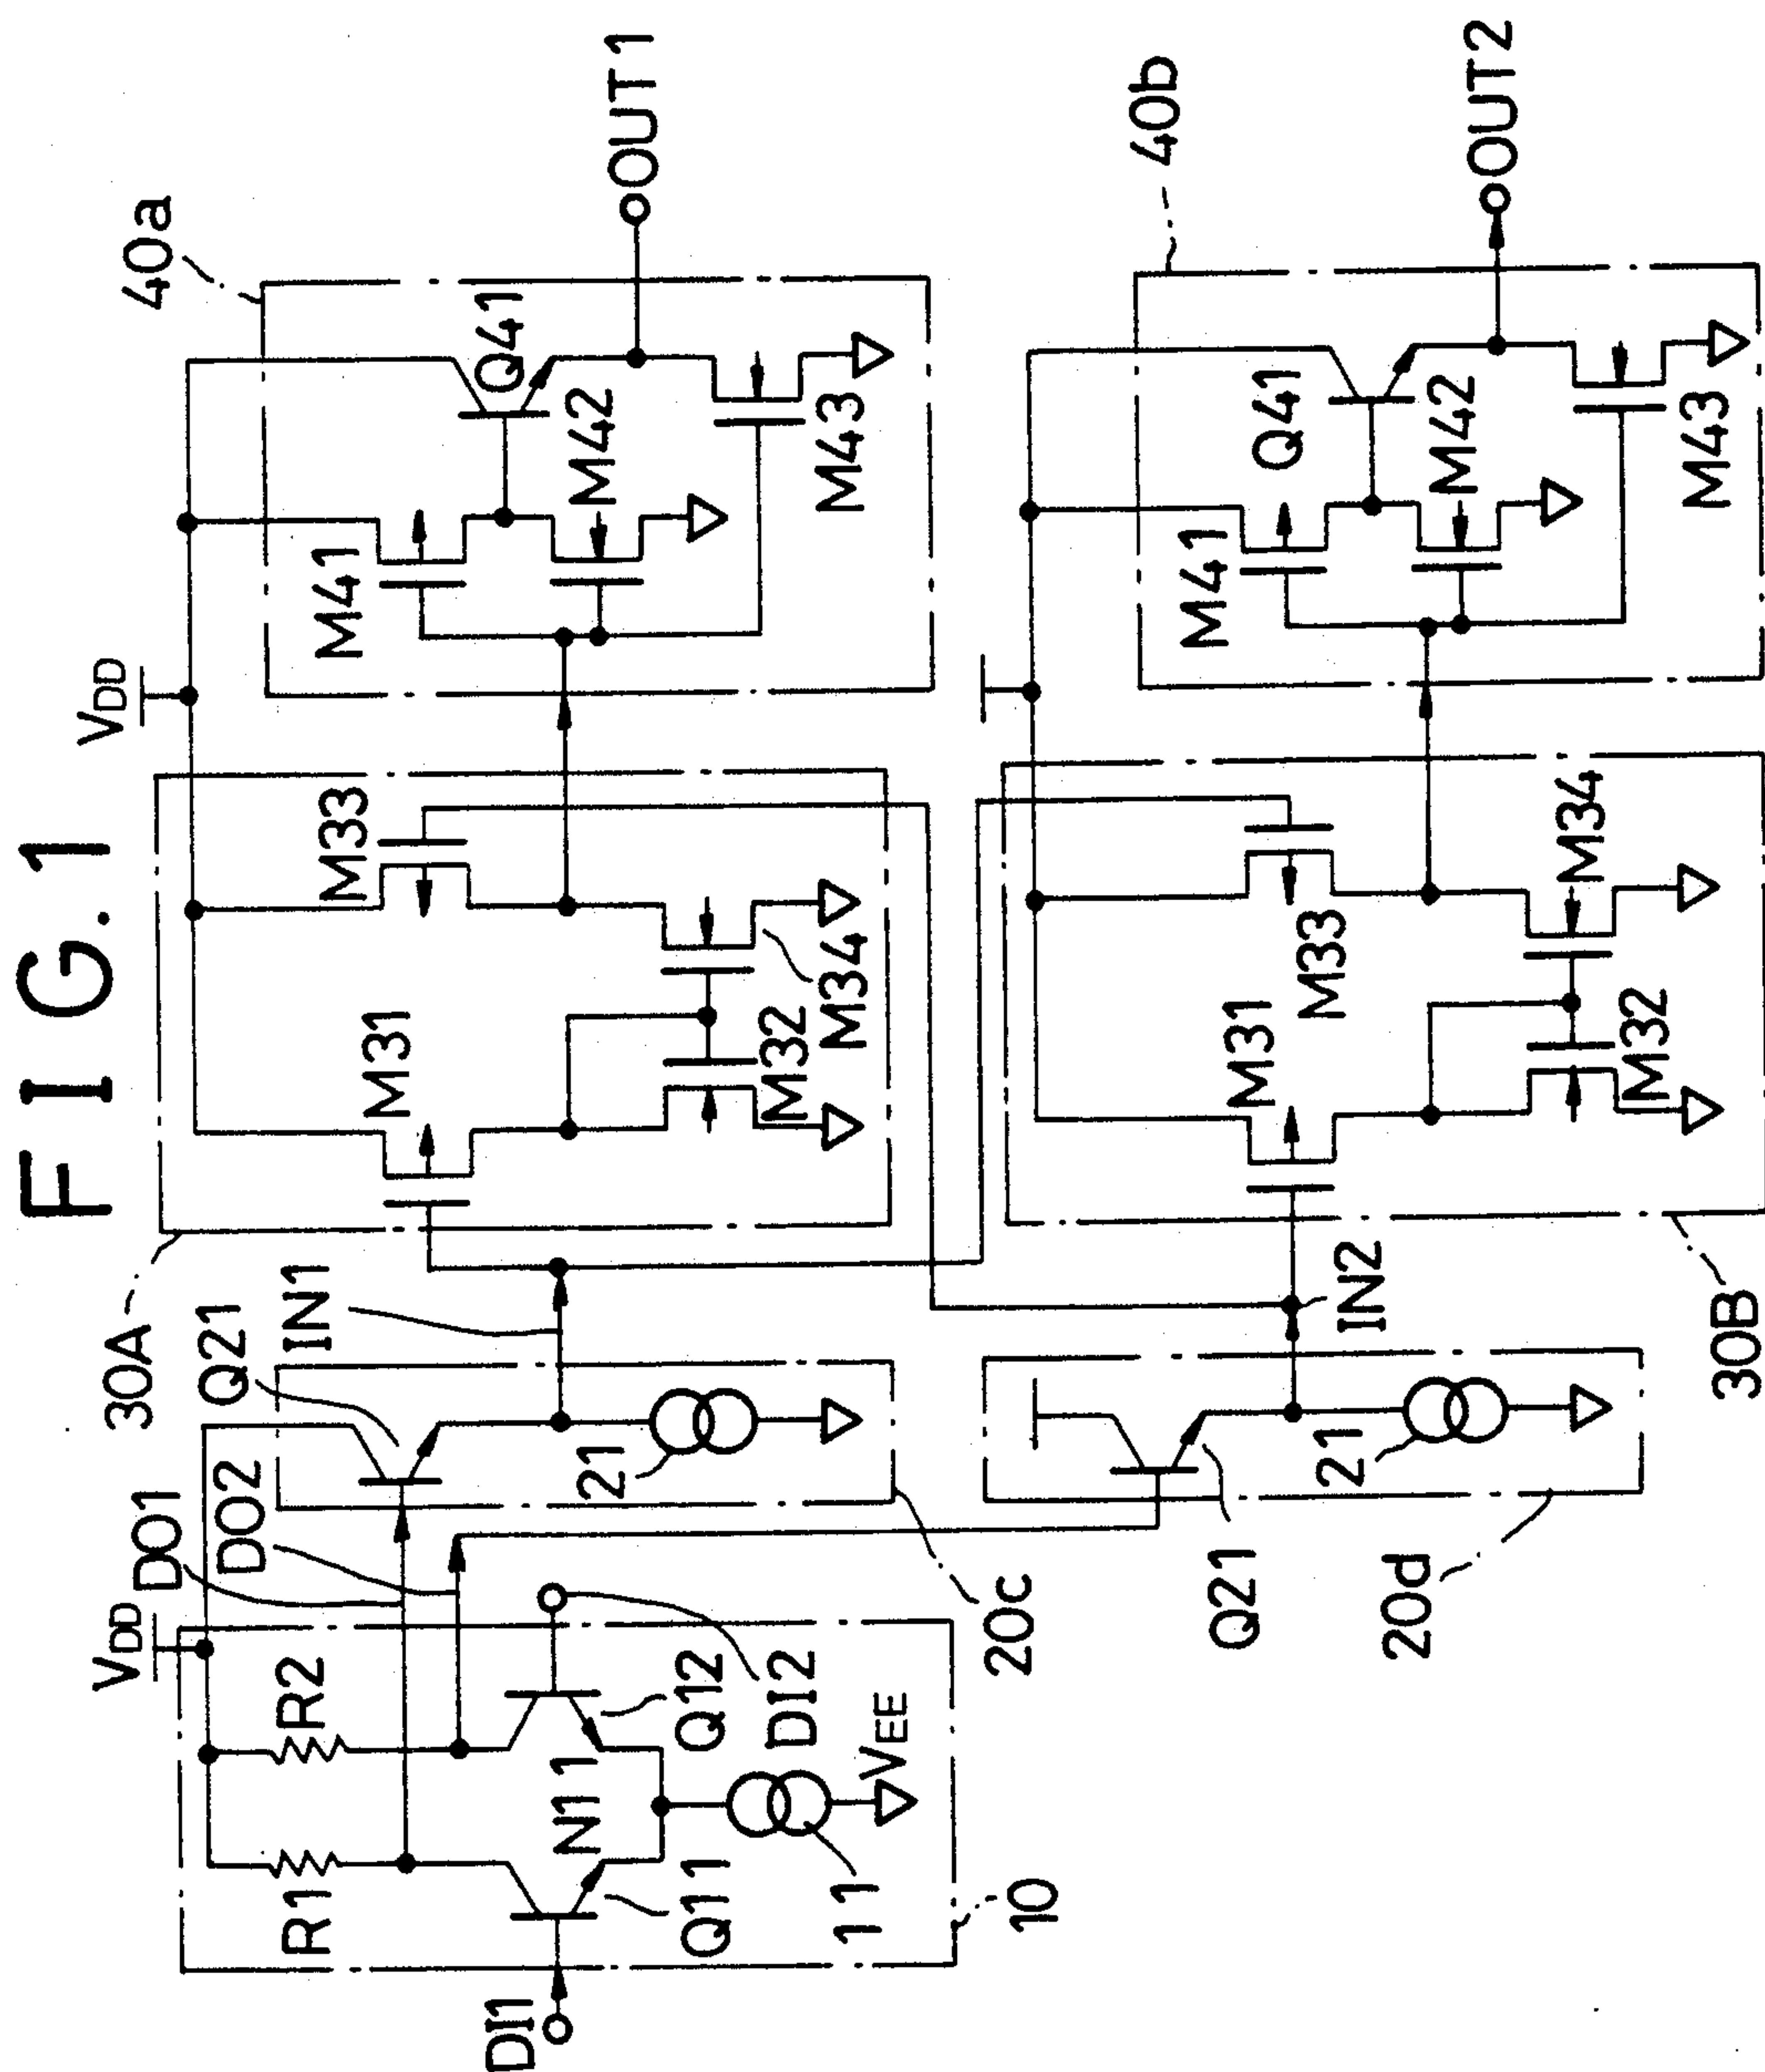 FIG. 1
VDD
VDD
40a
30A
Q21
IN1
DO1
DO2
M31
M33
M41
Q41
M42
OUT1
R1
R2
DI1
Q11
N11
Q12
DI2
11
VEE
10
21
20c
M32
M34
M43
40b
Q21
21
20d
IN2
M31
M33
M32
M34
30B
M41
Q41
M42
M43
OUT2